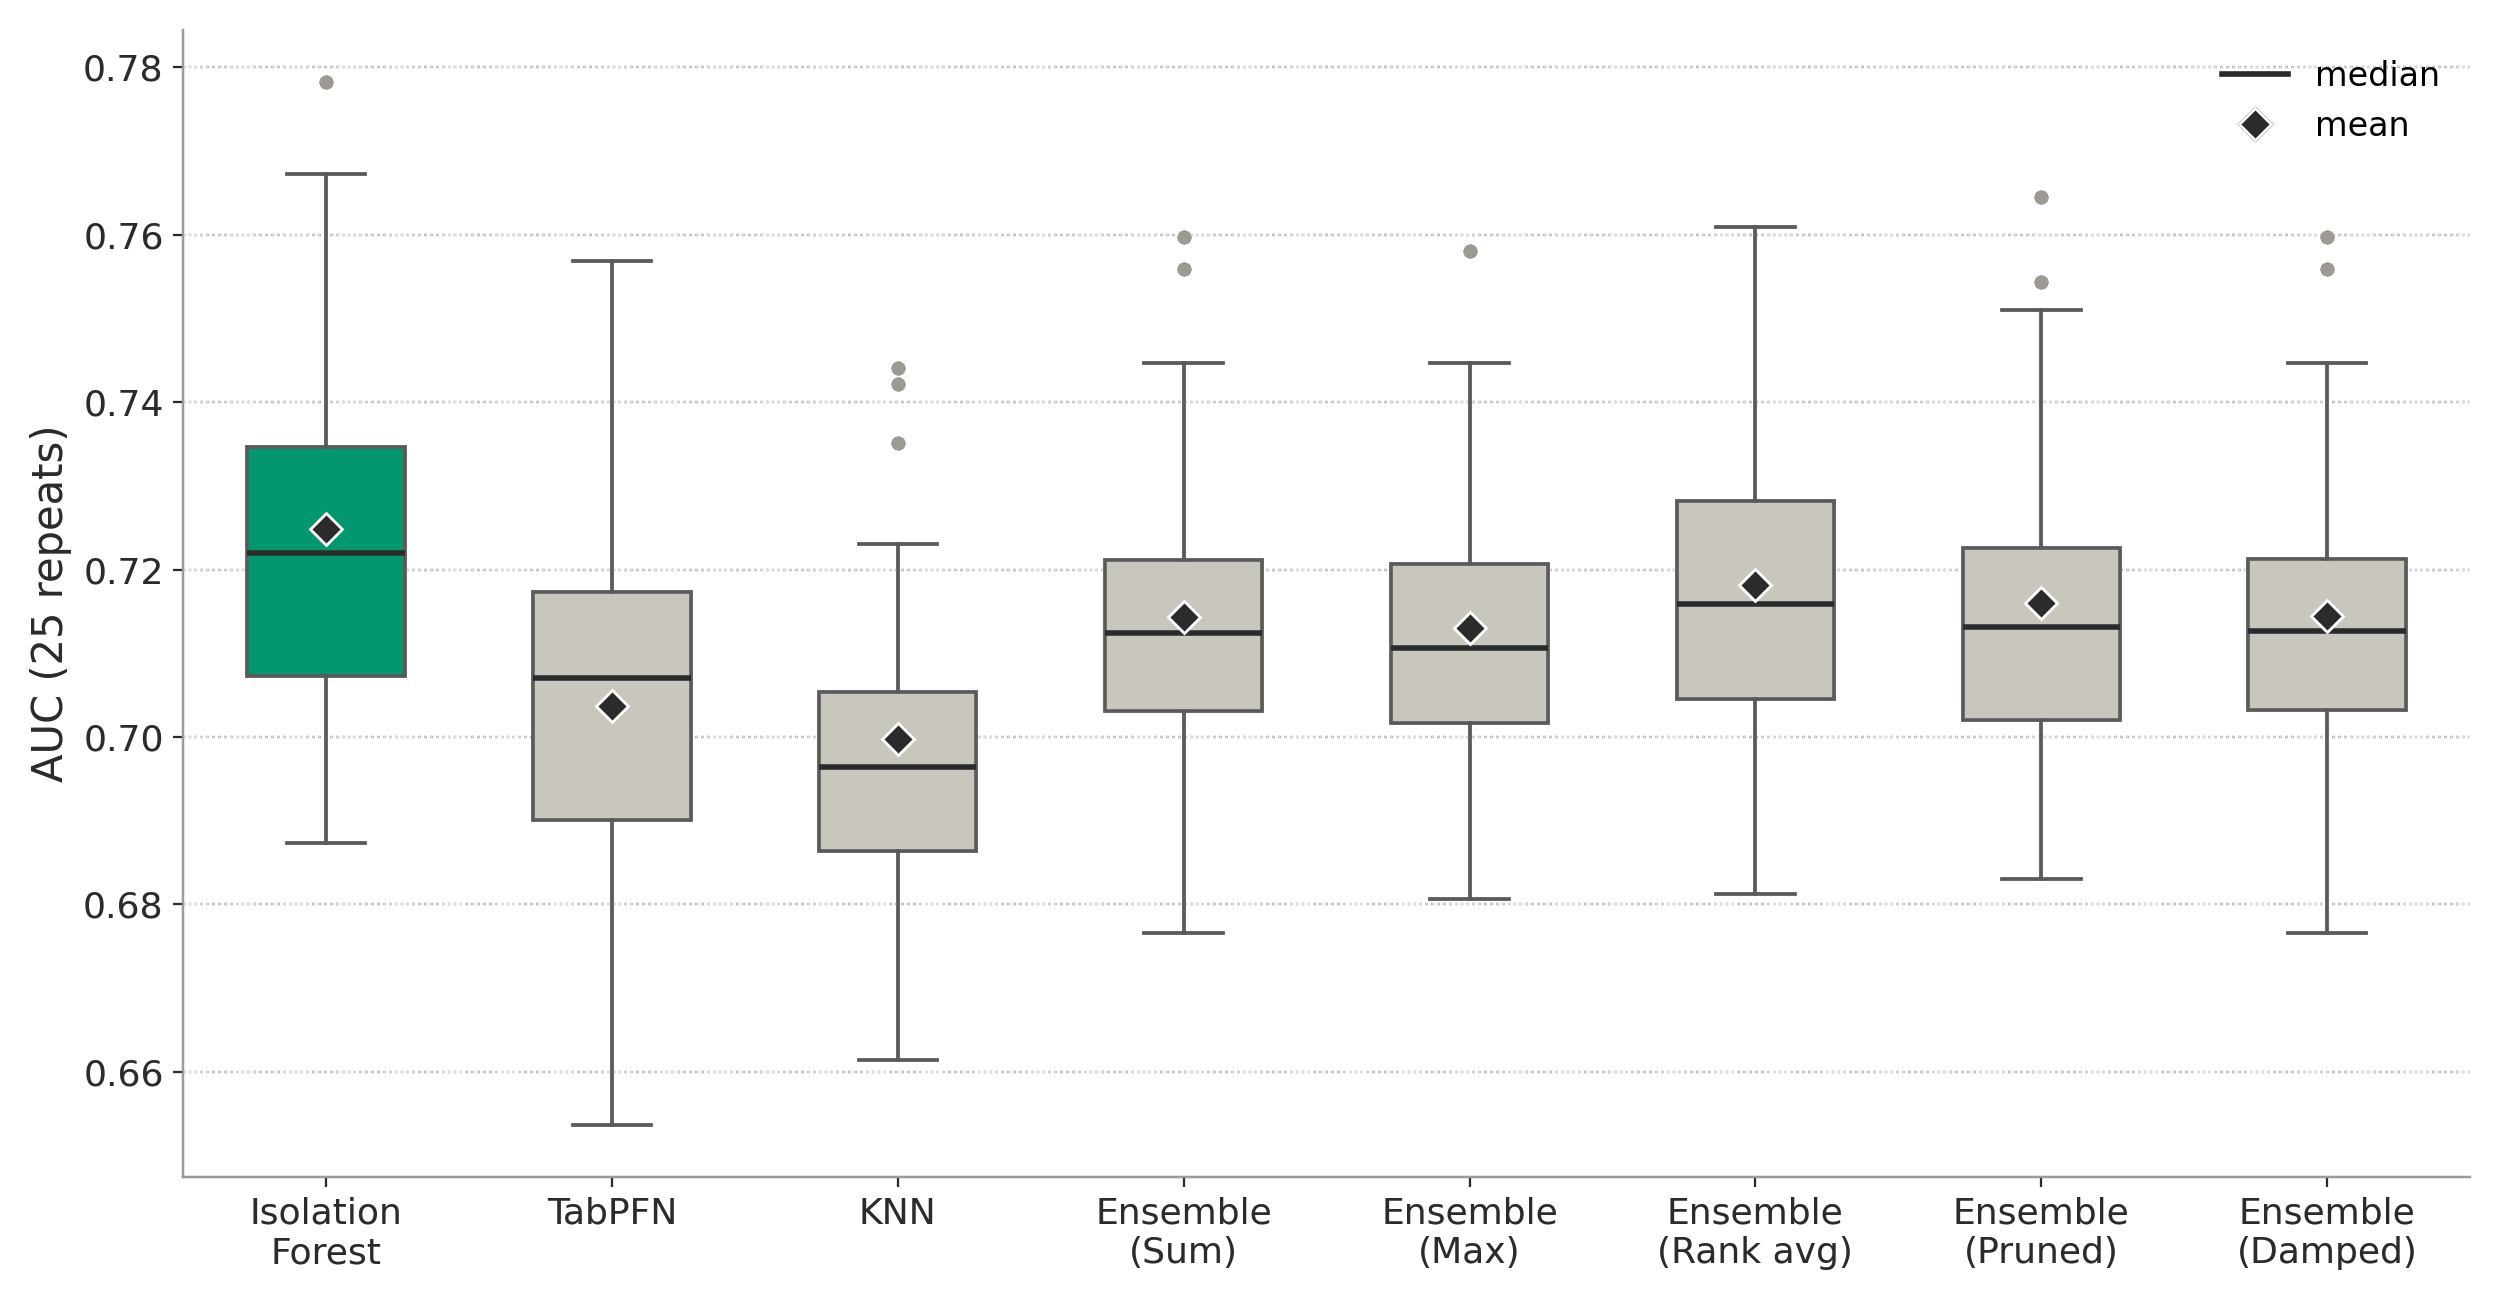 0.78
0.76
0.74
0.72
0.70
0.68
0.66
AUC (25 repeats)
median
mean
Isolation
Forest
TabPFN
KNN
Ensemble
(Sum)
Ensemble
(Max)
Ensemble
(Rank avg)
Ensemble
(Pruned)
Ensemble
(Damped)